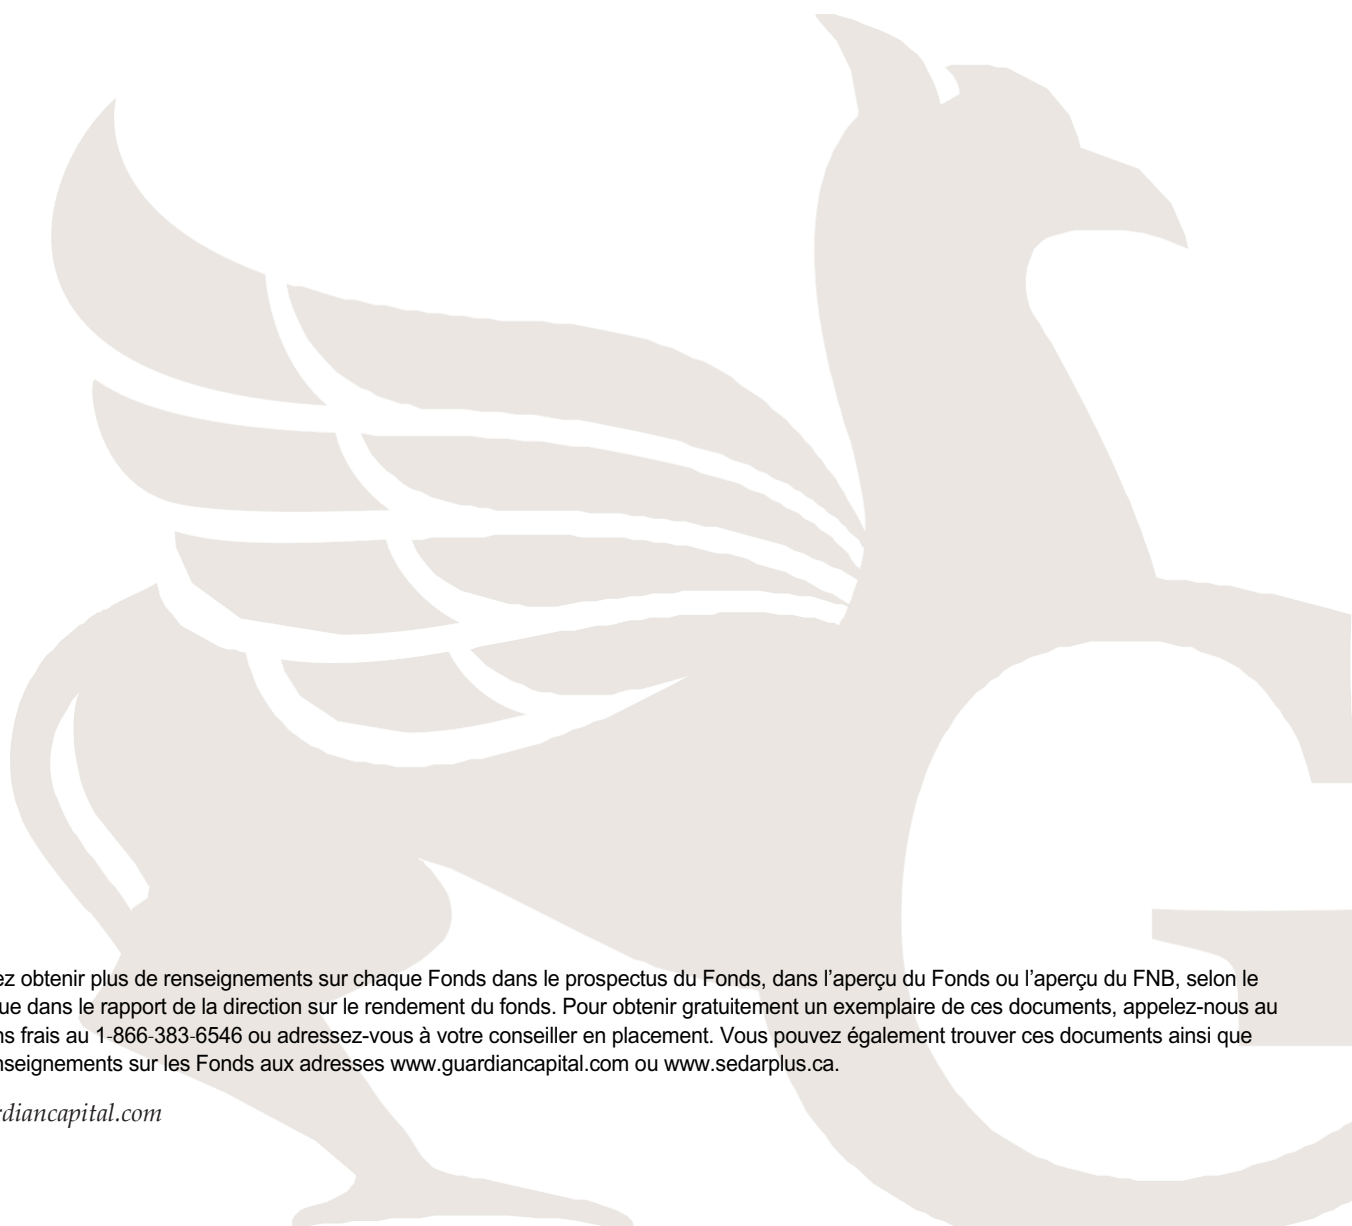 ez obtenir plus de renseignements sur chaque Fonds dans le prospectus du Fonds, dans l’aperçu du Fonds ou l’aperçu du FNB, selon le
ue dans le rapport de la direction sur le rendement du fonds. Pour obtenir gratuitement un exemplaire de ces documents, appelez-nous au
ns frais au 1-866-383-6546 ou adressez-vous à votre conseiller en placement. Vous pouvez également trouver ces documents ainsi que
nseignements sur les Fonds aux adresses www.guardiancapital.com ou www.sedarplus.ca.
rdiancapital.com